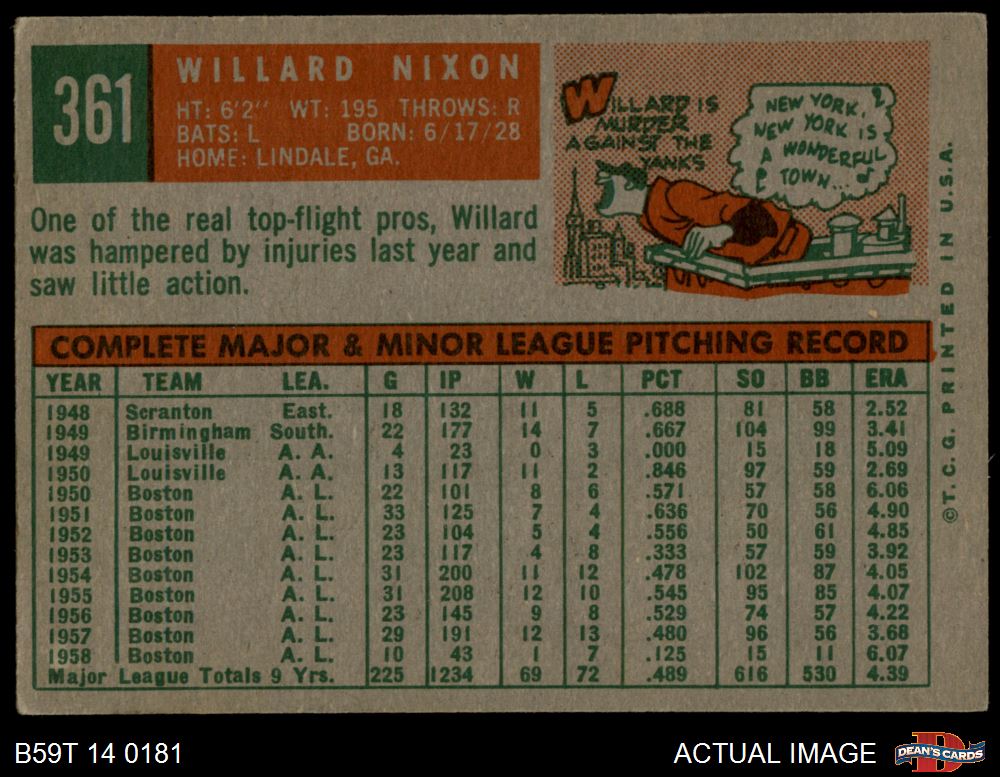 361
WILLARD NIXON
HT: 6'2" WT: 195 THROWS: R
BATS: L BORN: 6/17/28
HOME: LINDALE, GA.
One of the real top-flight pros, Willard
was hampered by injuries last year and
saw little action.
WILLARD IS
MURDER
AGAINST THE
YANKS
NEW YORK,
NEW YORK IS
A WONDERFUL
TOWN...
COMPLETE MAJOR & MINOR LEAGUE PITCHING RECORD
YEAR TEAM LEA. G IP W L PCT SO BB ERA
1948 Scranton East. 18 132 11 5 .688 81 58 2.52
1949 Birmingham South. 22 177 14 7 .667 104 99 3.41
1949 Louisville A. A. 4 23 0 3 .000 15 18 5.09
1950 Louisville A. A. 13 117 11 2 .846 97 59 2.69
1950 Boston A. L. 22 101 8 6 .571 57 58 6.06
1951 Boston A. L. 33 125 7 4 .636 70 56 4.90
1952 Boston A. L. 23 104 5 4 .556 50 61 4.85
1953 Boston A. L. 23 117 4 8 .333 57 59 3.92
1954 Boston A. L. 31 200 11 12 .478 102 87 4.05
1955 Boston A. L. 31 208 12 10 .545 95 85 4.07
1956 Boston A. L. 23 145 9 8 .529 74 57 4.22
1957 Boston A. L. 29 191 12 13 .480 96 56 3.68
1958 Boston A. L. 10 43 1 7 .125 15 11 6.07
Major League Totals 9 Yrs. 225 1234 69 72 .489 616 530 4.39
©T.C.G. PRINTED IN U.S.A.
B59T 14 0181
ACTUAL IMAGE
D
DEAN'S CARDS